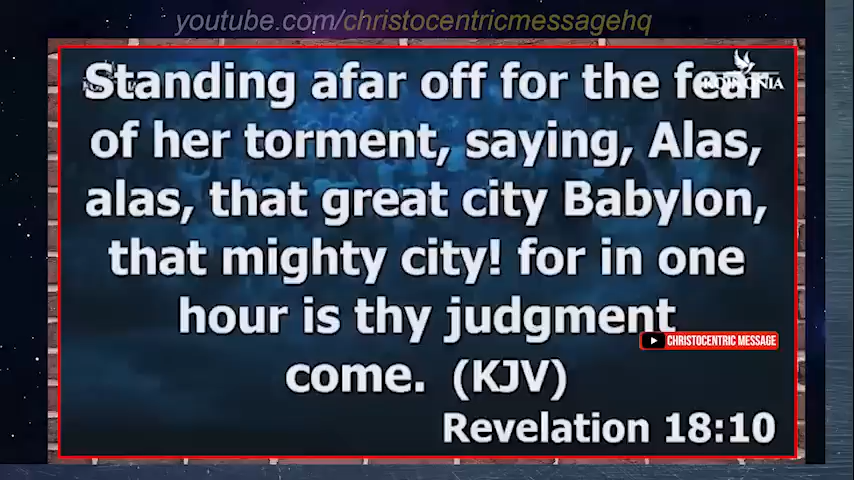 youtube.com/christocentricmessagehq
Standing afar off for the fear
KOINONIA
of her torment, saying, Alas,
alas, that great city Babylon,
that mighty city! for in one
hour is thy judgment
CHRISTOCENTRIC MESSAGE
come. (KJV)
Revelation 18:10